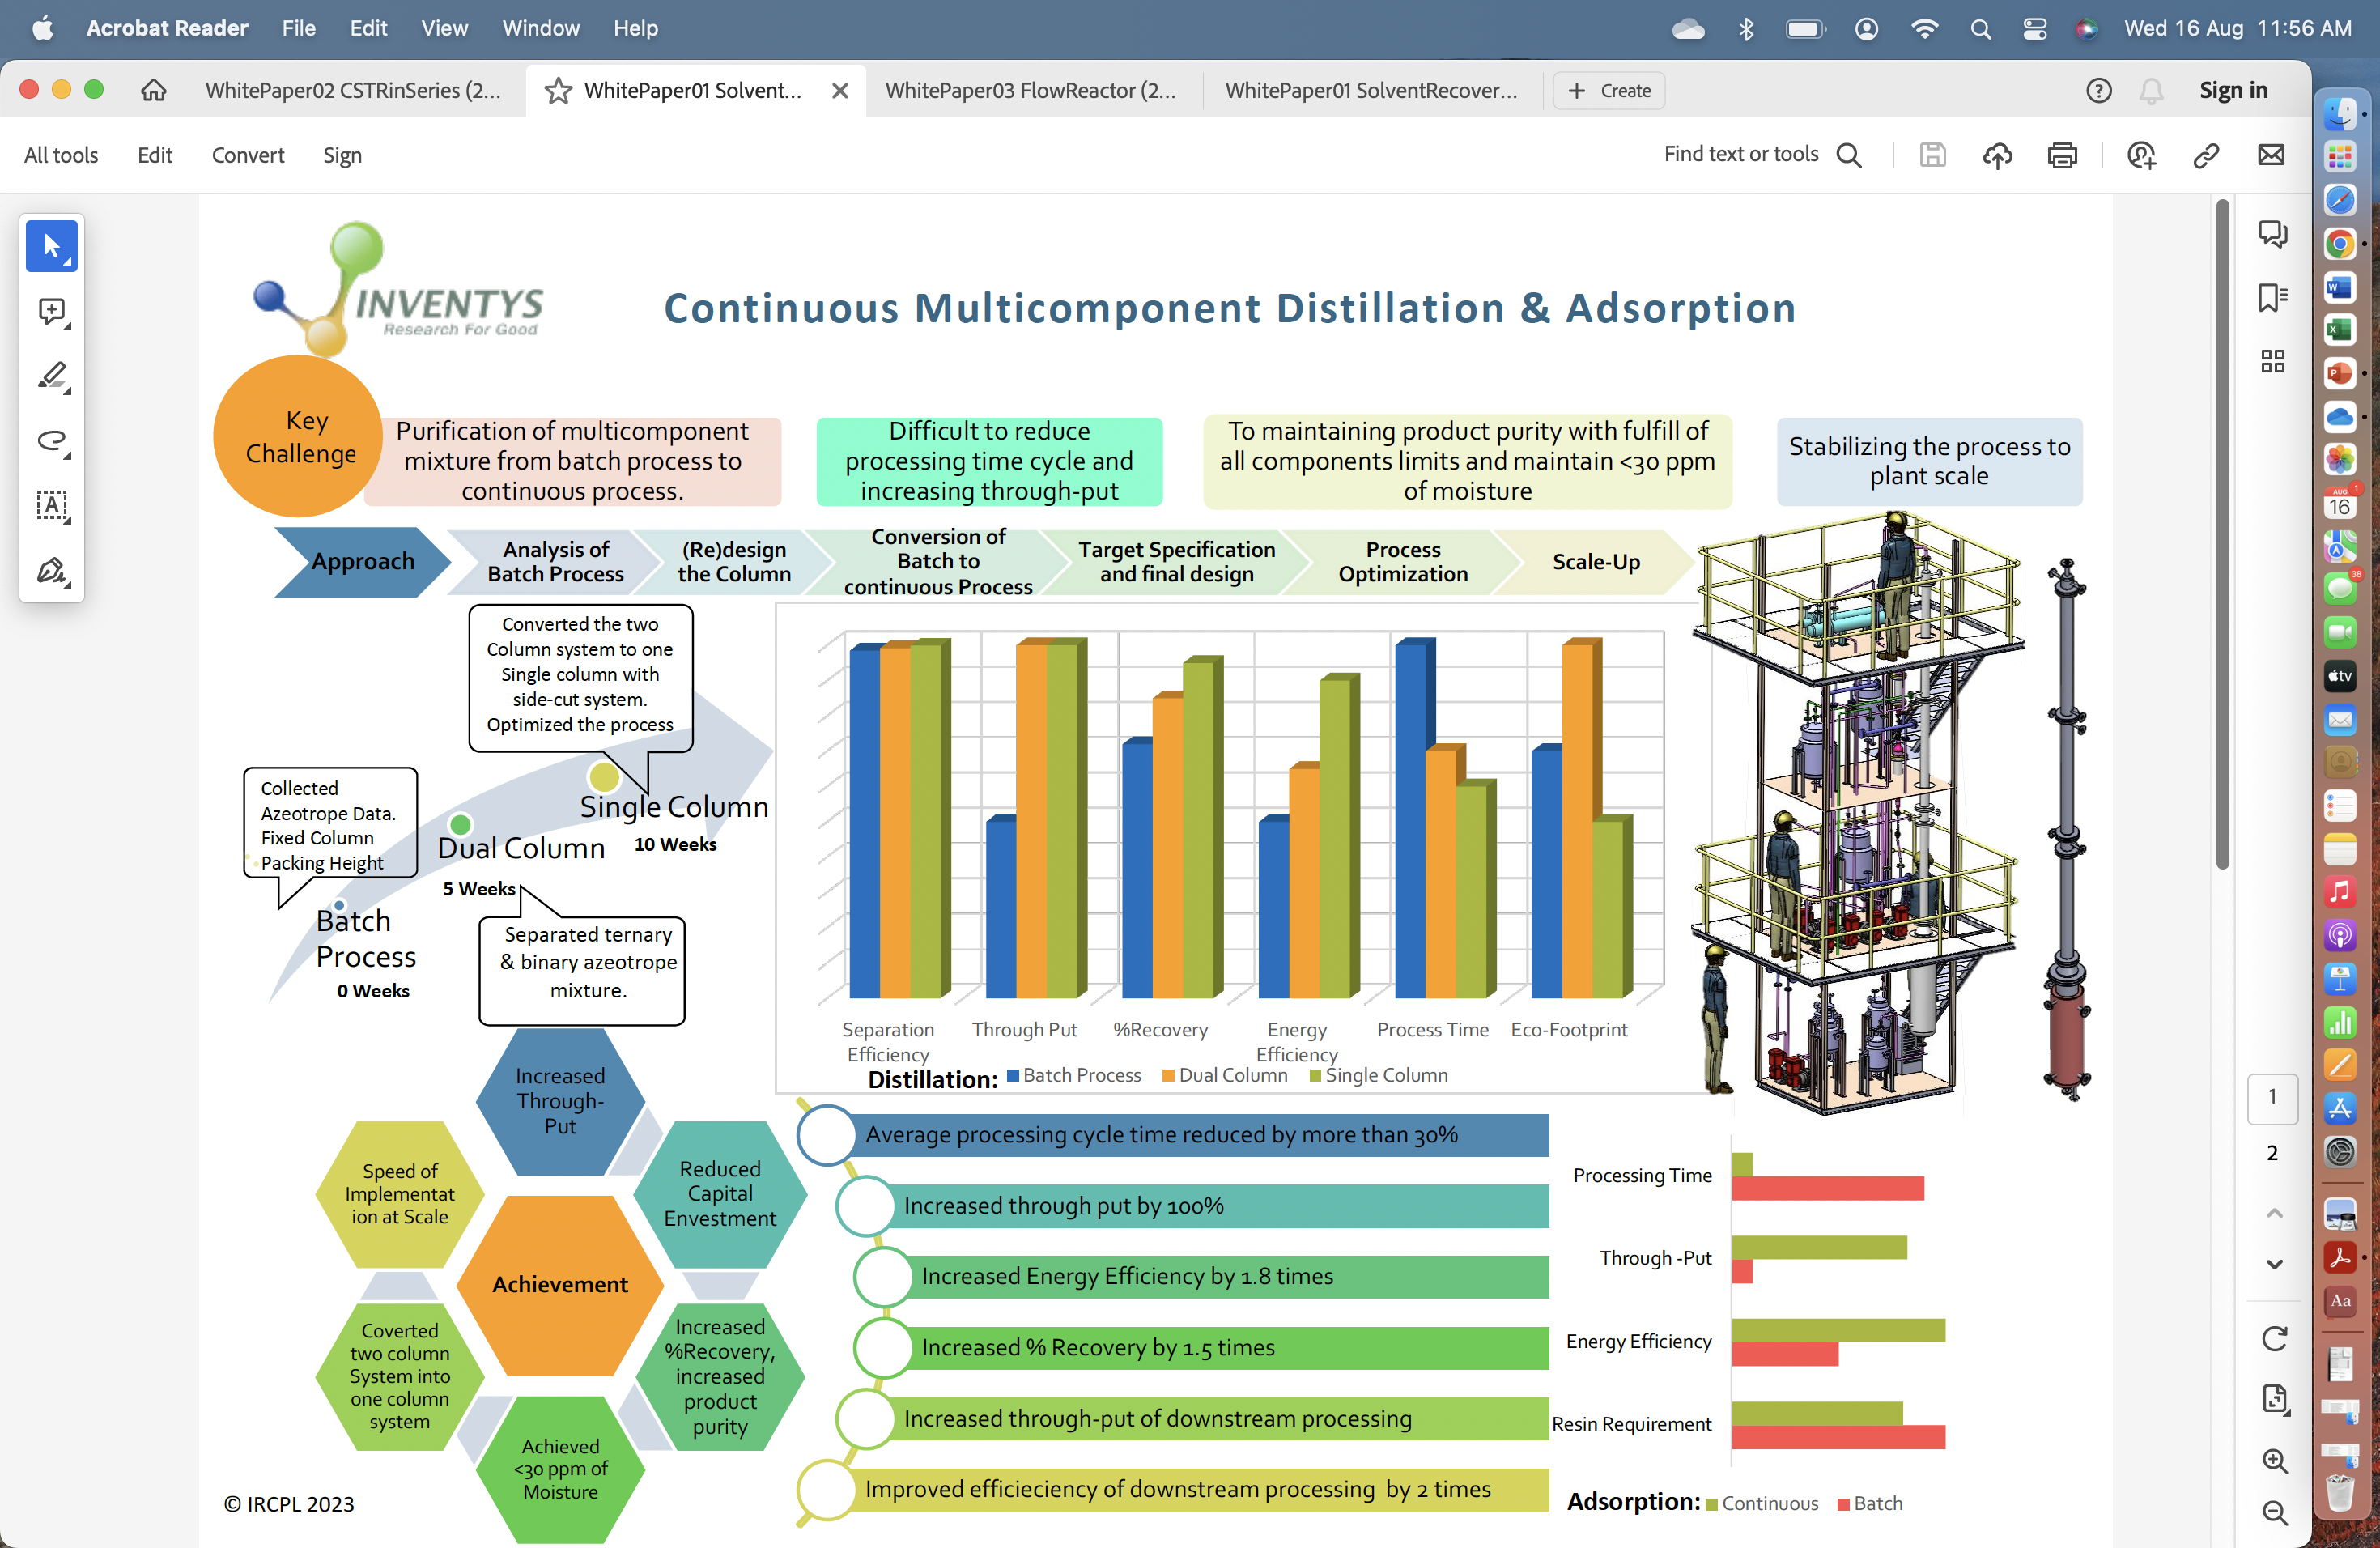 Acrobat Reader File Edit View Window Help
Wed 16 Aug 11:56 AM
WhitePaper02 CSTRinSeries (2...
WhitePaper01 Solvent...
WhitePaper03 FlowReactor (2...
WhitePaper01 SolventRecover...
+ Create
Sign in
All tools Edit Convert Sign
Find text or tools
INVENTYS
Research For Good
Continuous Multicomponent Distillation & Adsorption
Key
Challenge
Purification of multicomponent
mixture from batch process to
continuous process.
Difficult to reduce
processing time cycle and
increasing through-put
To maintaining product purity with fulfill of
all components limits and maintain <30 ppm
of moisture
Stabilizing the process to
plant scale
Approach
Analysis of
Batch Process
(Re)design
the Column
Conversion of
Batch to
continuous Process
Target Specification
and final design
Process
Optimization
Scale-Up
Converted the two
Column system to one
Single column with
side-cut system.
Optimized the process
Collected
Azeotrope Data.
Fixed Column
Packing Height
Single Column
10 Weeks
Dual Column
5 Weeks
Batch
Process
0 Weeks
Separated ternary
& binary azeotrope
mixture.
Separation
Efficiency
Through Put
%Recovery
Energy
Efficiency
Process Time
Eco-Footprint
Distillation: Batch Process Dual Column Single Column
Increased
Through-
Put
Speed of
Implementat
ion at Scale
Reduced
Capital
Envestment
Achievement
Coverted
two column
System into
one column
system
Increased
%Recovery,
increased
product
purity
Achieved
<30 ppm of
Moisture
Average processing cycle time reduced by more than 30%
Increased through put by 100%
Increased Energy Efficiency by 1.8 times
Increased % Recovery by 1.5 times
Increased through-put of downstream processing
Improved efficieciency of downstream processing by 2 times
Processing Time
Through -Put
Energy Efficiency
Resin Requirement
Adsorption: Continuous Batch
© IRCPL 2023
1
2
AUG
16
1
38
tv
Aa